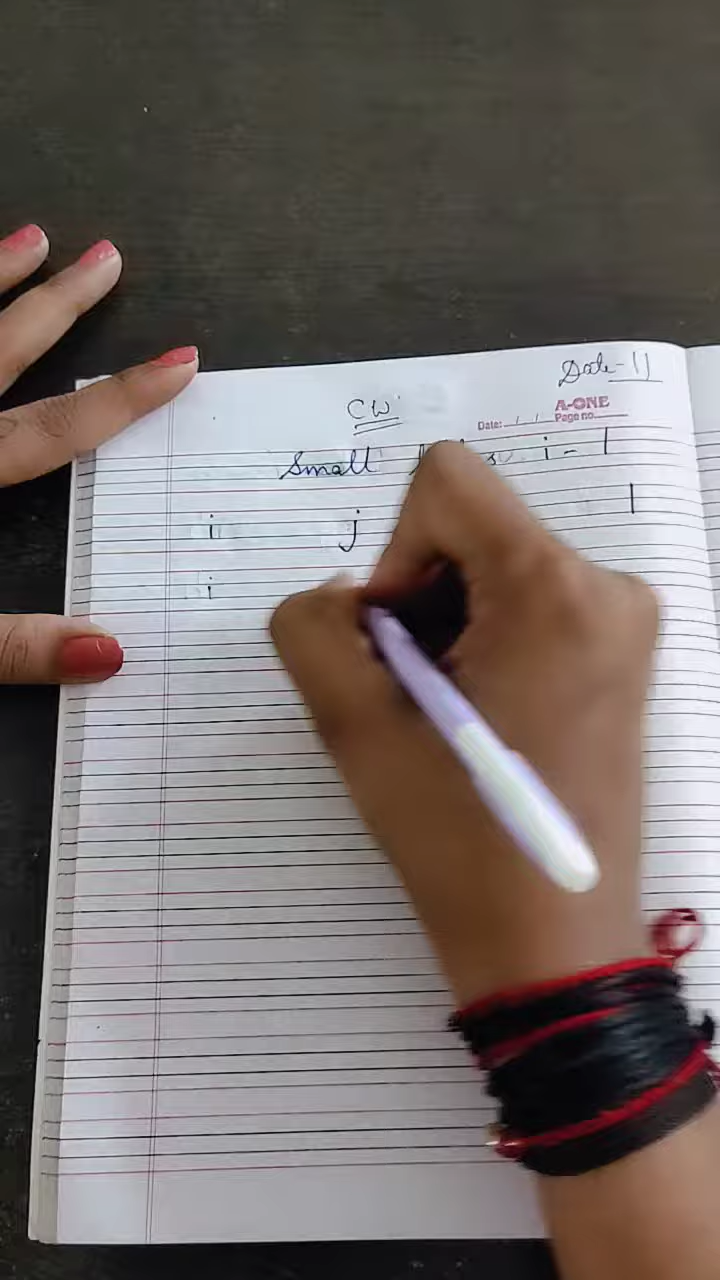 Date-11
CW
A-ONE
Date: / / Page no.
Small i - l
i j l
i